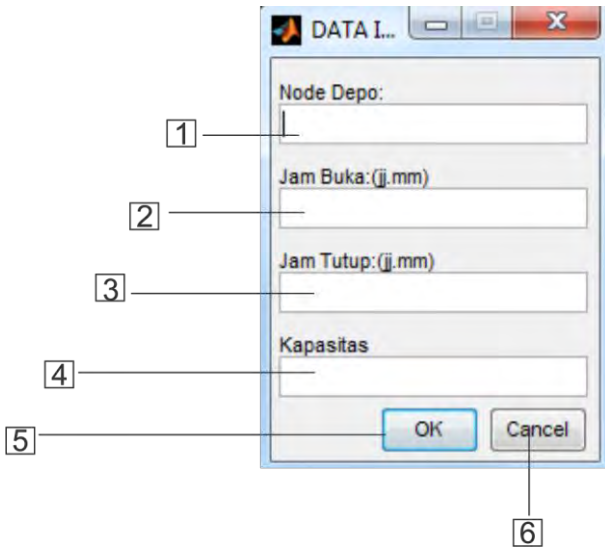 DATA I...
Node Depo:
1
Jam Buka:(jj.mm)
2
Jam Tutup:(jj.mm)
3
Kapasitas
4
OK Cancel
5
6